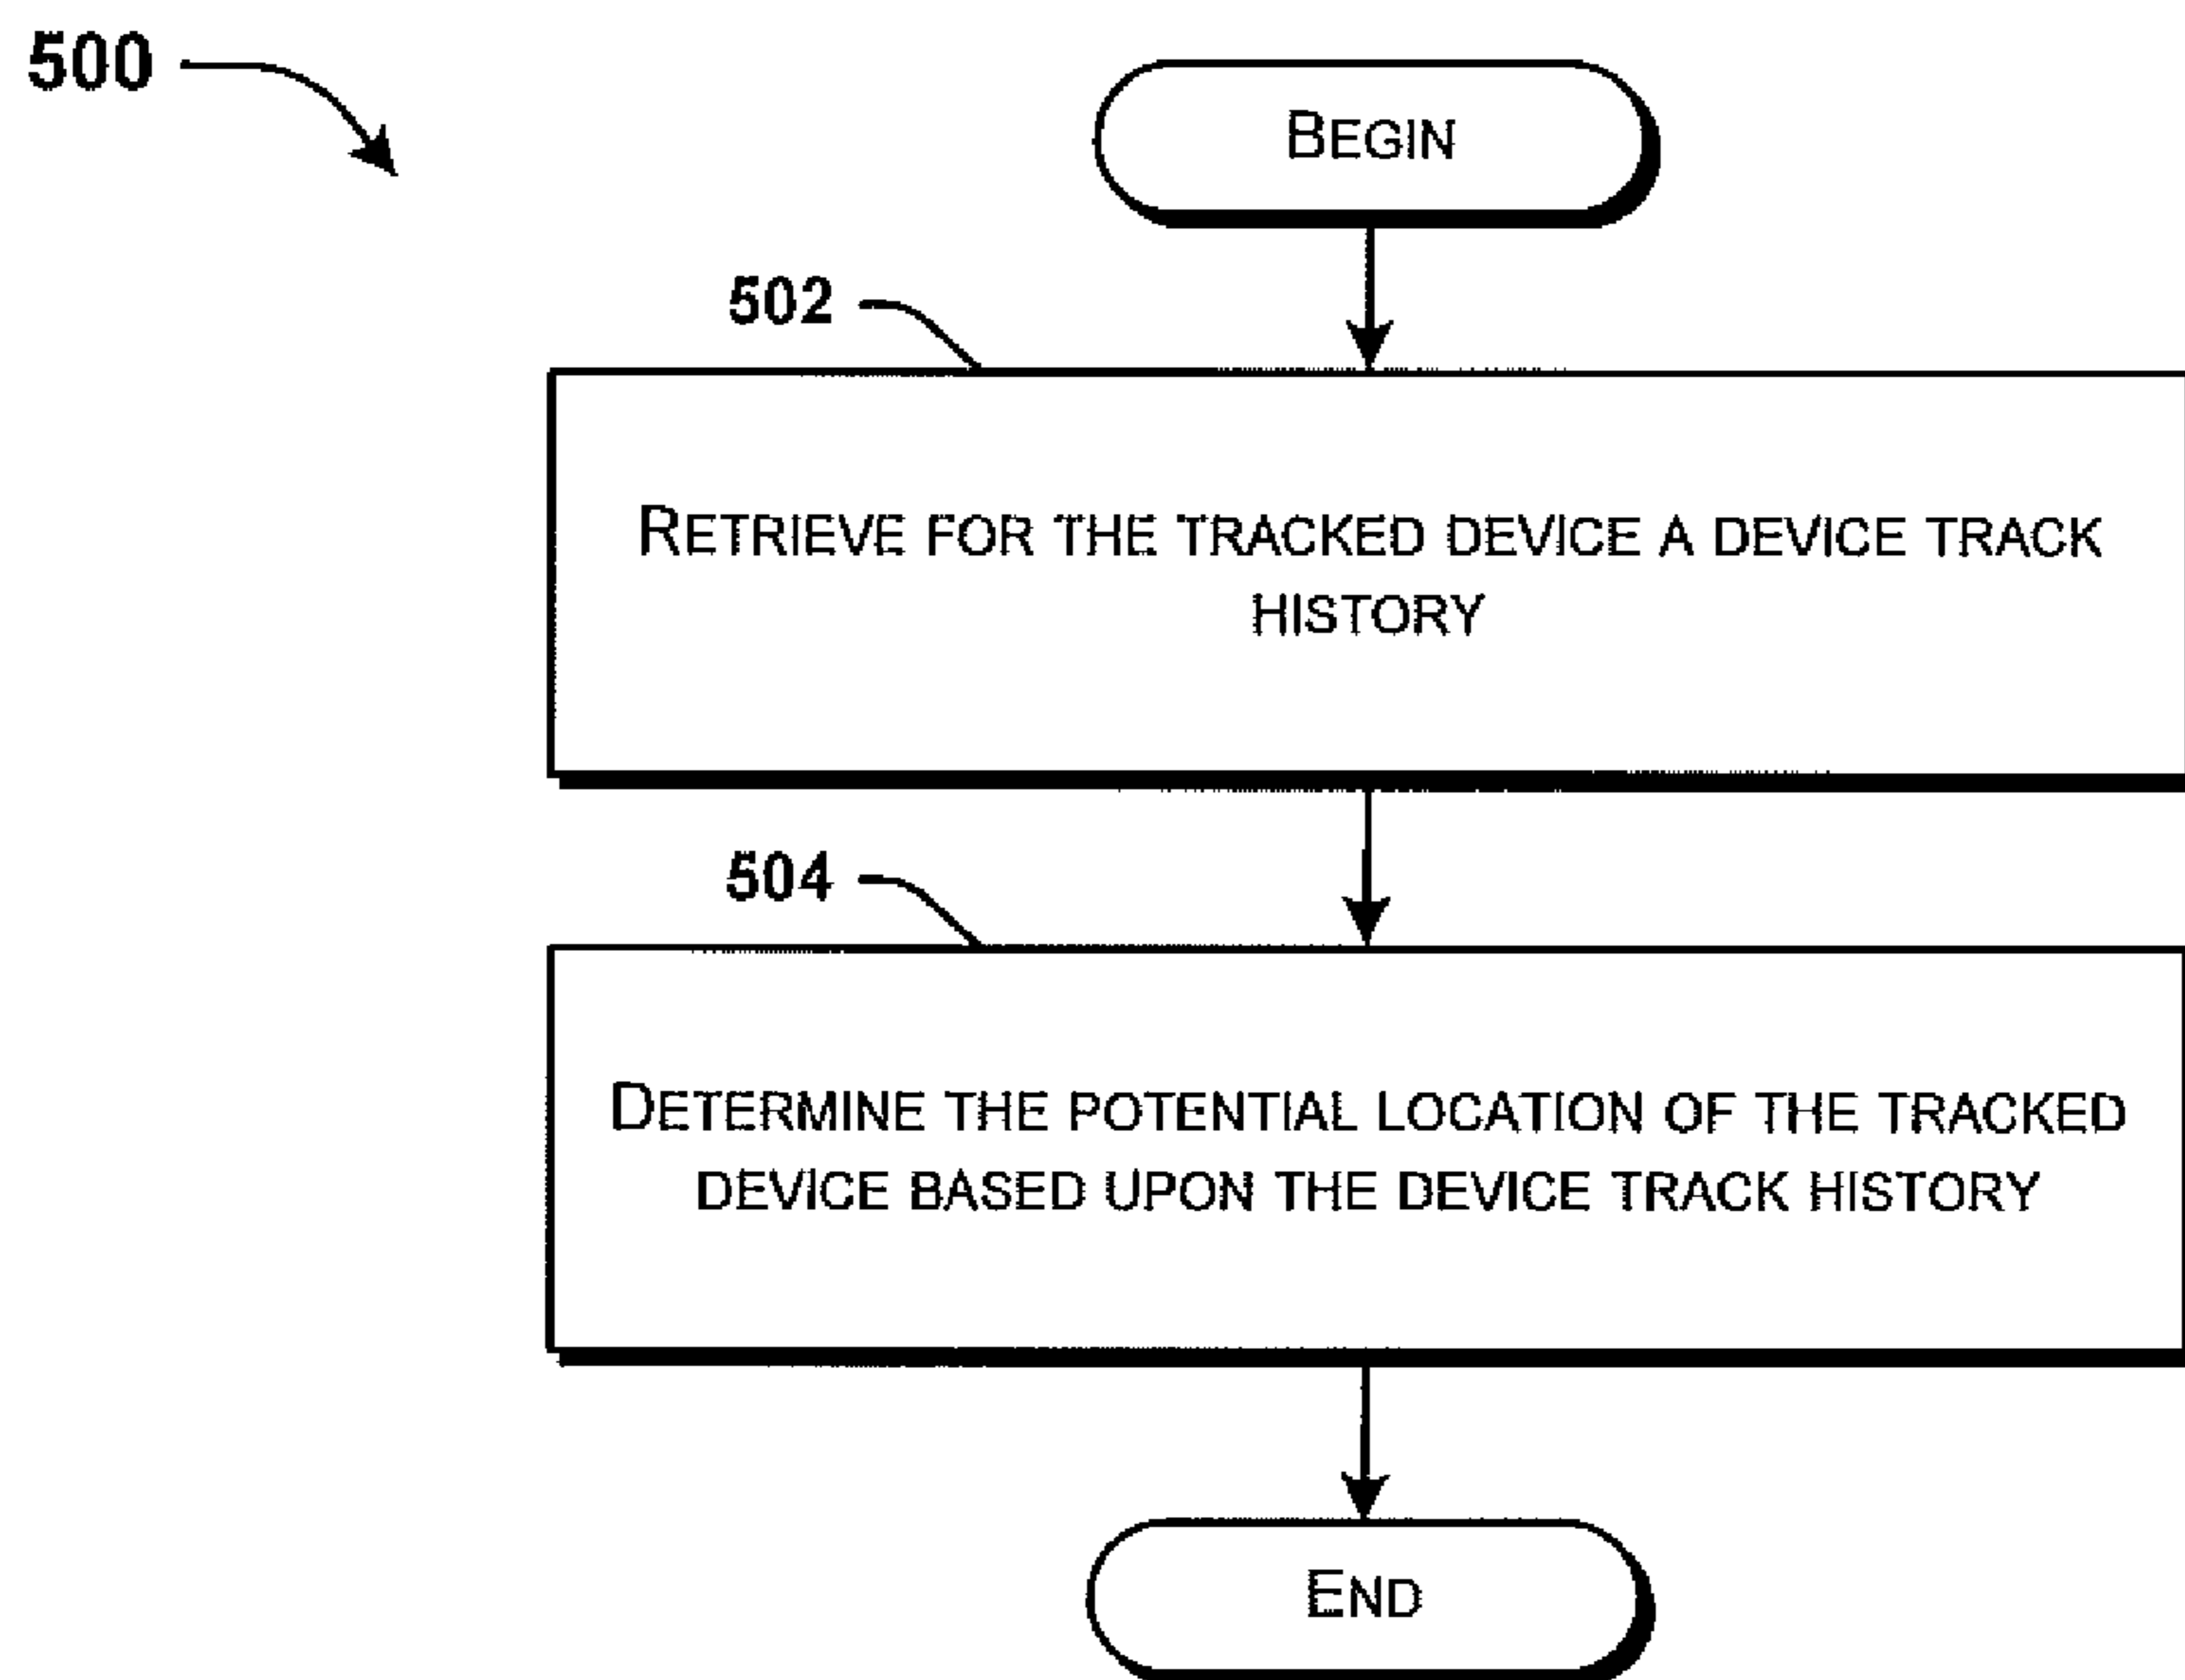 500
BEGIN
502
RETRIEVE FOR THE TRACKED DEVICE A DEVICE TRACK
HISTORY
504
DETERMINE THE POTENTIAL LOCATION OF THE TRACKED
DEVICE BASED UPON THE DEVICE TRACK HISTORY
END